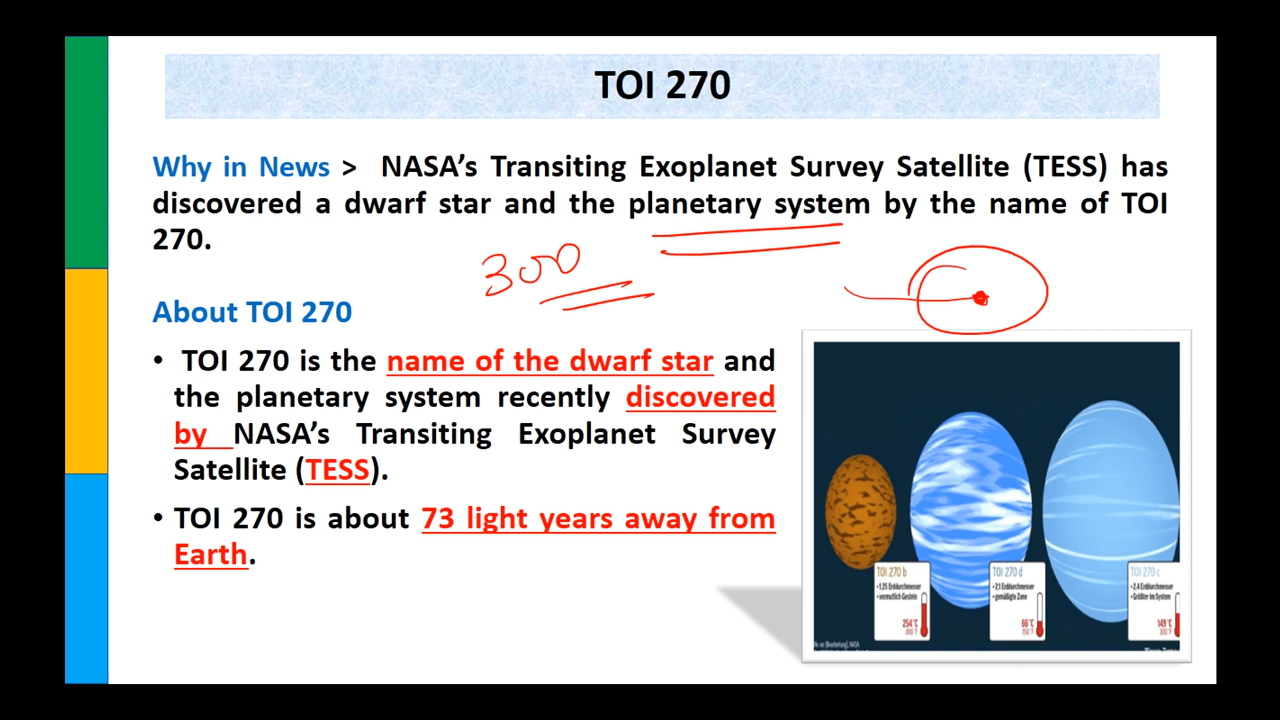 TOI 270
Why in News > NASA's Transiting Exoplanet Survey Satellite (TESS) has
discovered a dwarf star and the planetary system by the name of TOI
270.
300
About TOI 270
• TOI 270 is the name of the dwarf star and
the planetary system recently discovered
by NASA's Transiting Exoplanet Survey
Satellite (TESS).
• TOI 270 is about 73 light years away from
Earth.
TOI 270 b
• 1,25 Erddurchmesser
• vermutlich Gestein
254 °C
TOI 270 d
• 2,1 Erddurchmesser
• gemäßigte Zone
66 °C
TOI 270 c
• 2,4 Erddurchmesser
• Größter im System
149 °C
300 °F